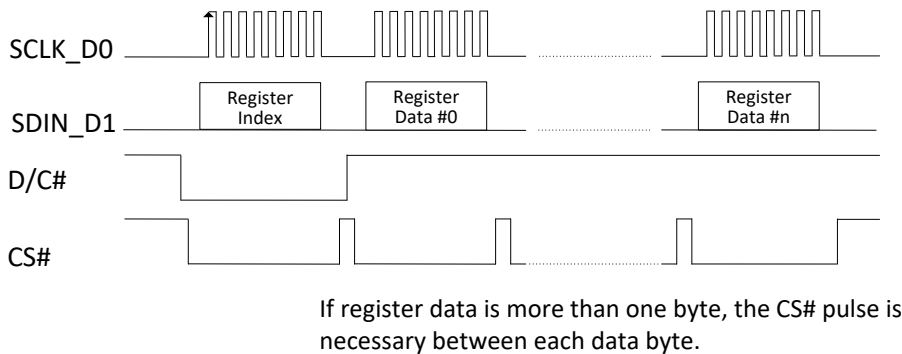 SCLK_D0
Register
Index
Register
Data #0
Register
Data #n
SDIN_D1
D/C#
CS#
If register data is more than one byte, the CS# pulse is
necessary between each data byte.